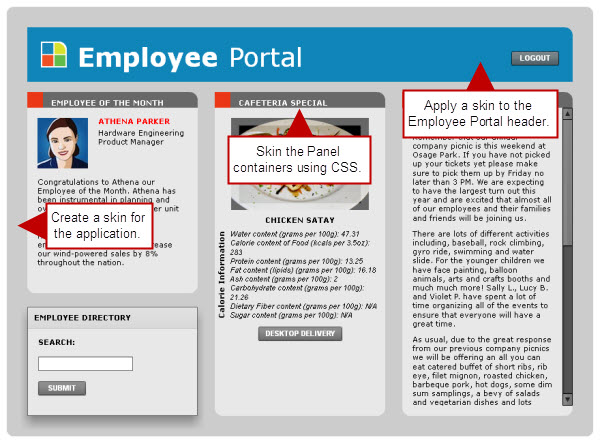 Employee Portal
LOGOUT
EMPLOYEE OF THE MONTH
ATHENA PARKER
Hardware Engineering
Product Manager
Congratulations to Athena our
Employee of the Month. Athena has
been instrumental in planning and
unit
Create a skin for
the application.
our wind-powered sales by 8%
throughout the nation.
EMPLOYEE DIRECTORY
SEARCH:
SUBMIT
CAFETERIA SPECIAL
Skin the Panel
containers using CSS.
CHICKEN SATAY
Calorie Information
Water content (grams per 100g): 47.31
Calorie content of Food (kcals per 3.5oz):
283
Protein content (grams per 100g): 13.25
Fat content (lipids) (grams per 100g): 16.18
Ash content (grams per 100g): 2
Carbohydrate content (grams per 100g):
21.26
Dietary Fiber content (grams per 100g): N/A
Sugar content (grams per 100g): N/A
DESKTOP DELIVERY
Apply a skin to the
Employee Portal header.
company picnic is this weekend at
Osage Park. If you have not picked
up your tickets yet please make
sure to pick them up by Friday no
later than 3 PM. We are expecting
to have the largest turn out this
year and are excited that almost all
of our employees and their families
and friends will be joining us.
There are lots of different activities
including, baseball, rock climbing,
gyro ride, swimming and water
slide. For the younger children we
have face painting, balloon
animals, arts and crafts booths and
much much more! Sally L., Lucy B.
and Violet P. have spent a lot of
time organizing all of the events to
ensure that everyone will have a
great time.
As usual, due to the great response
from our previous company picnics
we will be offering an all you can
eat catered buffet of short ribs, rib
eye, filet mignon, roasted chicken,
barbeque pork, hot dogs, some dim
sum samplings, a bevy of salads
and vegetarian dishes and lots